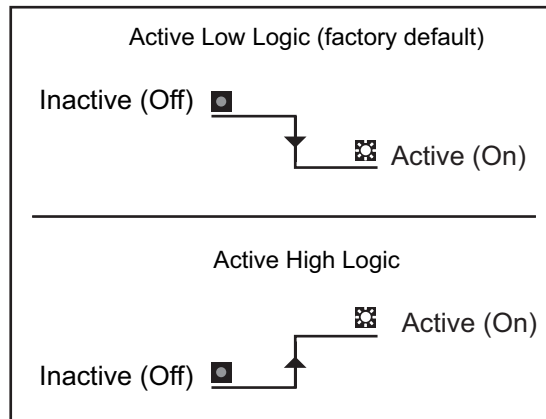 Active Low Logic (factory default)
Inactive (Off)
Active (On)
Active High Logic
Active (On)
Inactive (Off)